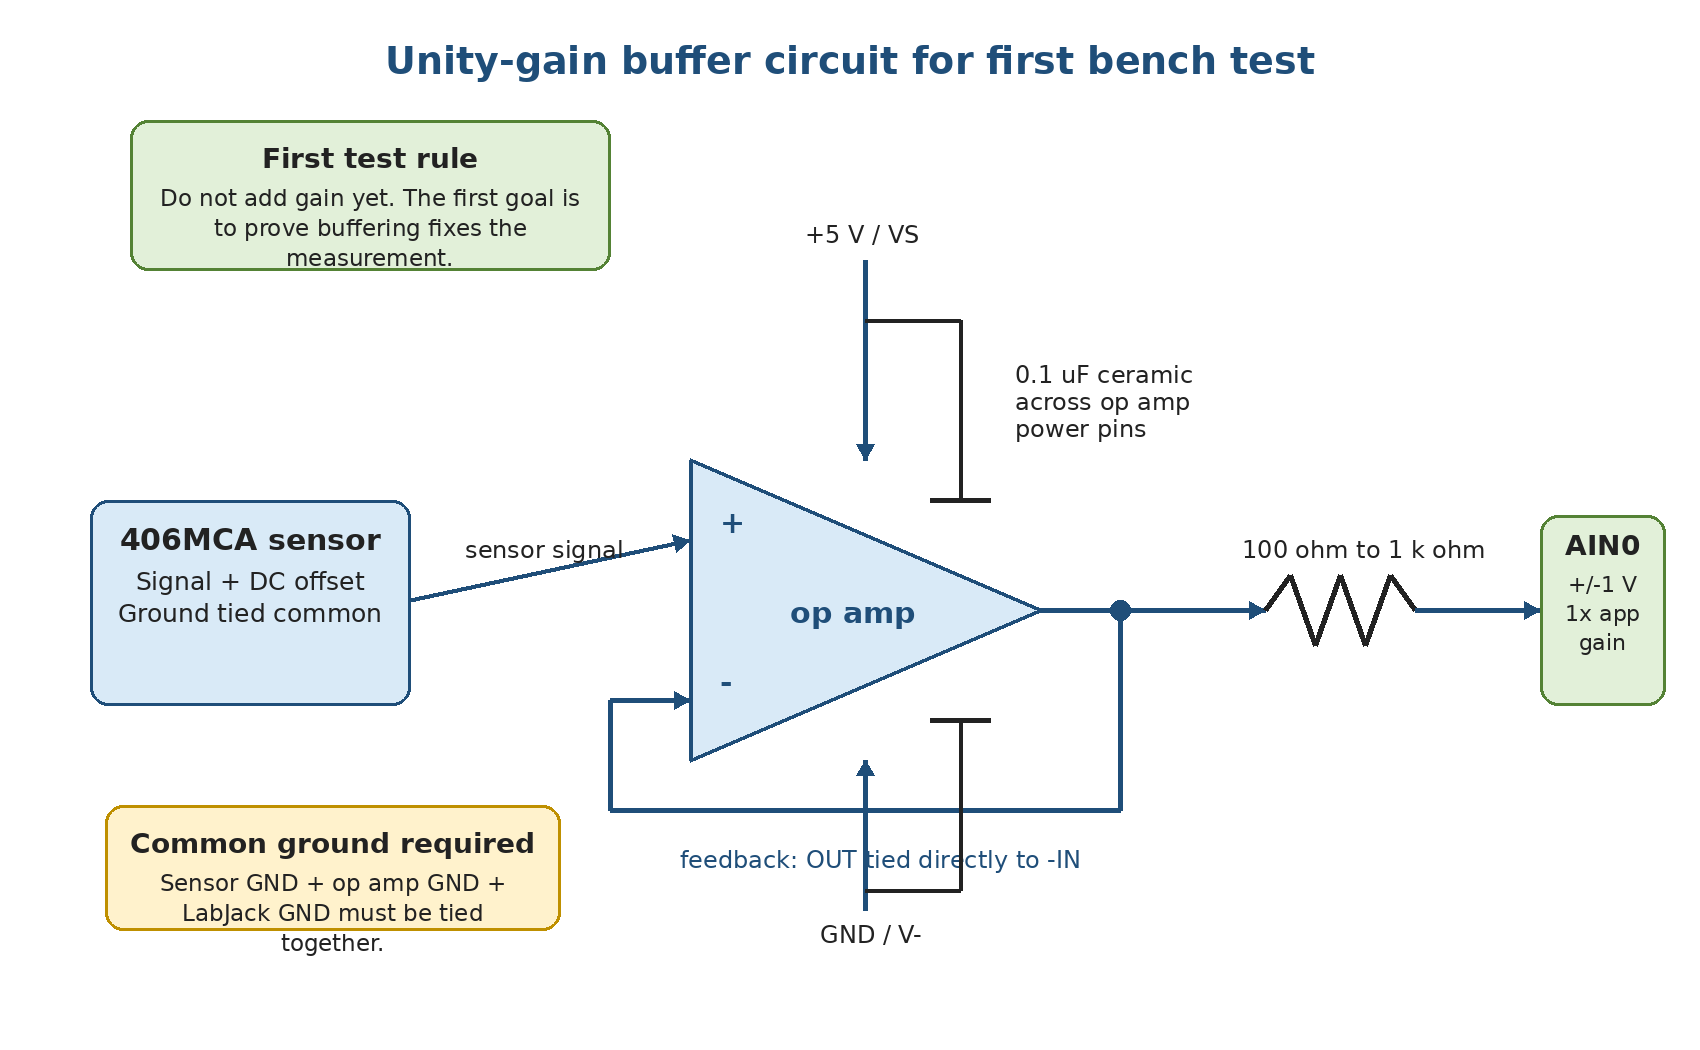 Unity-gain buffer circuit for first bench test
First test rule
Do not add gain yet. The first goal is
to prove buffering fixes the
measurement.
+5 V / VS
0.1 uF ceramic
across op amp
power pins
406MCA sensor
Signal + DC offset
Ground tied common
sensor signal
+
op amp
-
100 ohm to 1 k ohm
AIN0
+/-1 V
1x app
gain
Common ground required
Sensor GND + op amp GND +
LabJack GND must be tied
together.
feedback: OUT tied directly to -IN
GND / V-